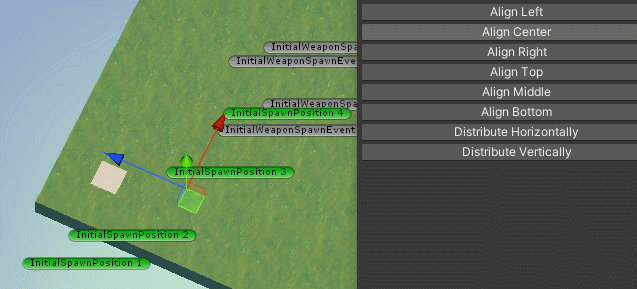 InitialWeaponSpa
InitialWeaponSpawnEve
InitialWeaponSpa
InitialSpawnPosition 4
InitialWeaponSpawnEvent
InitialSpawnPosition 3
InitialSpawnPosition 2
InitialSpawnPosition 1
Align Left
Align Center
Align Right
Align Top
Align Middle
Align Bottom
Distribute Horizontally
Distribute Vertically